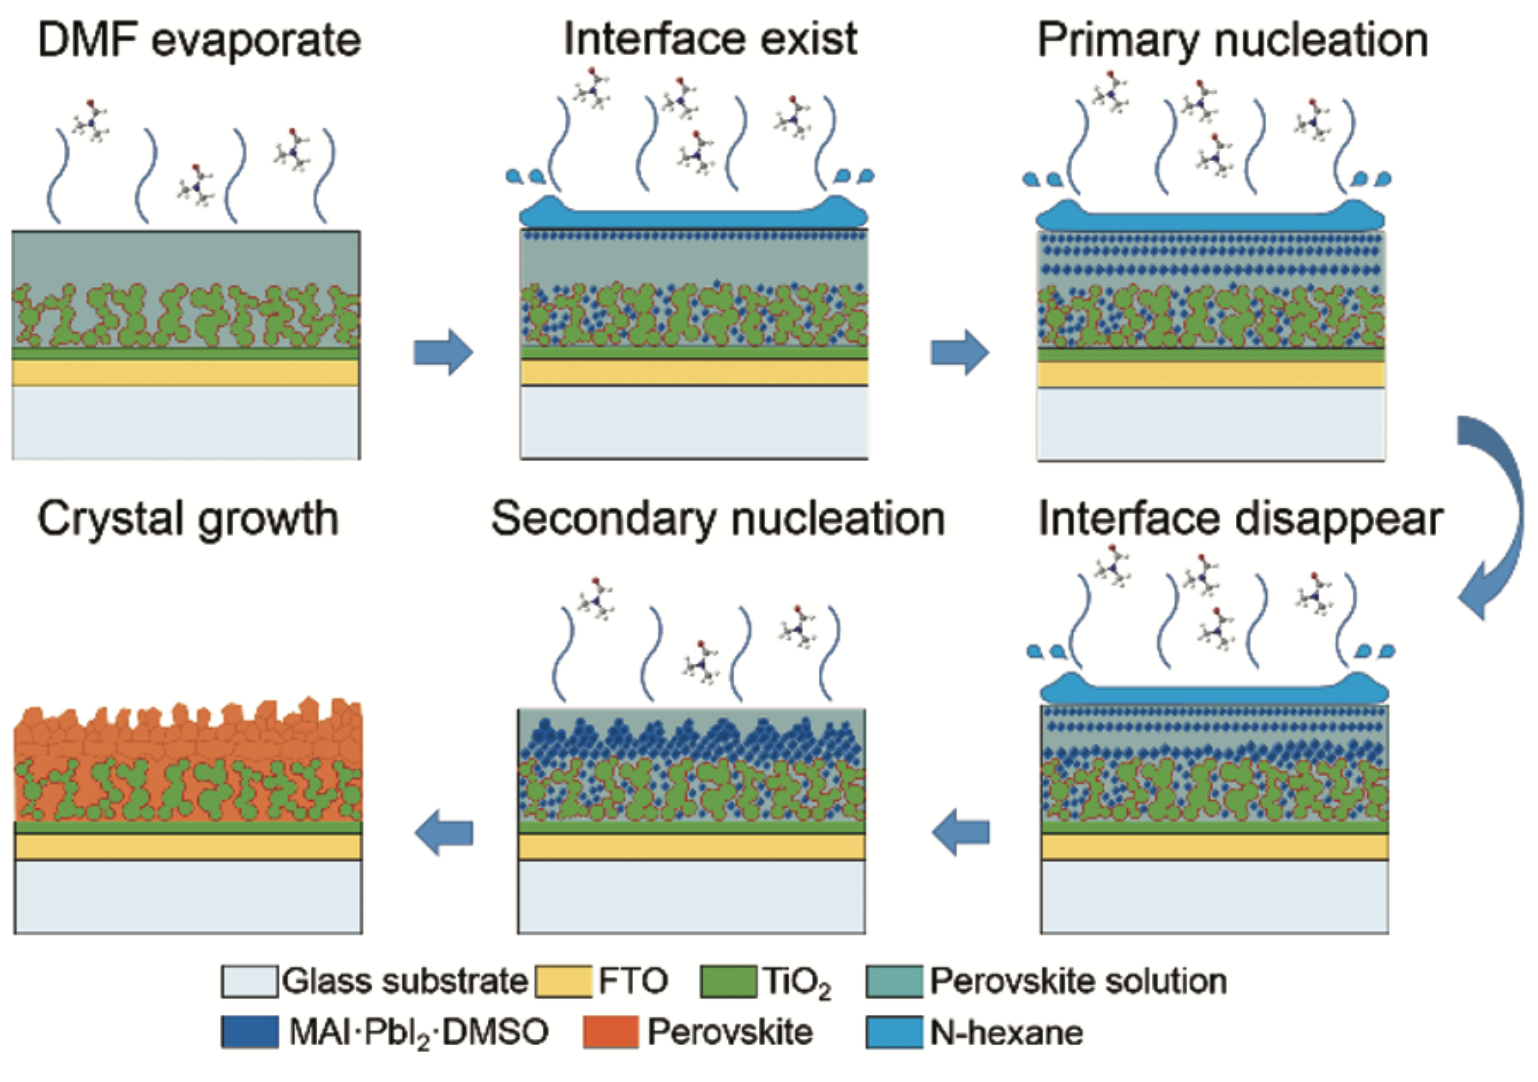 DMF evaporate
Interface exist
Primary nucleation
Crystal growth
Secondary nucleation
Interface disappear
Glass substrate
FTO
TiO₂
Perovskite solution
MAI·PbI₂·DMSO
Perovskite
N-hexane